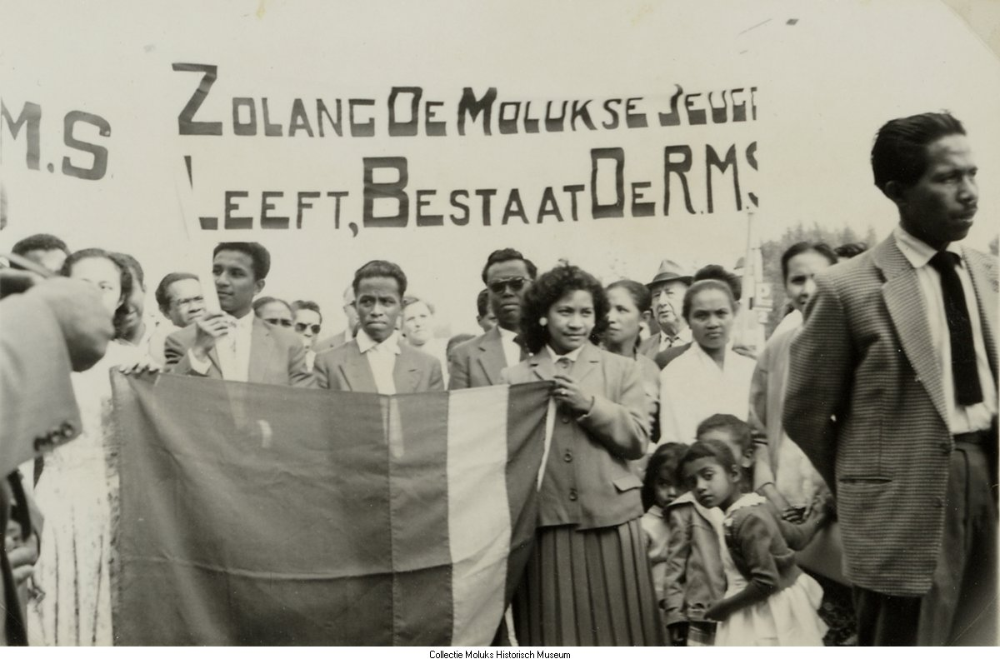 M.S
ZOLANG DE MOLUKSE JEUGD
LEEFT, BESTAAT DE R.M.S
Collectie Moluks Historisch Museum